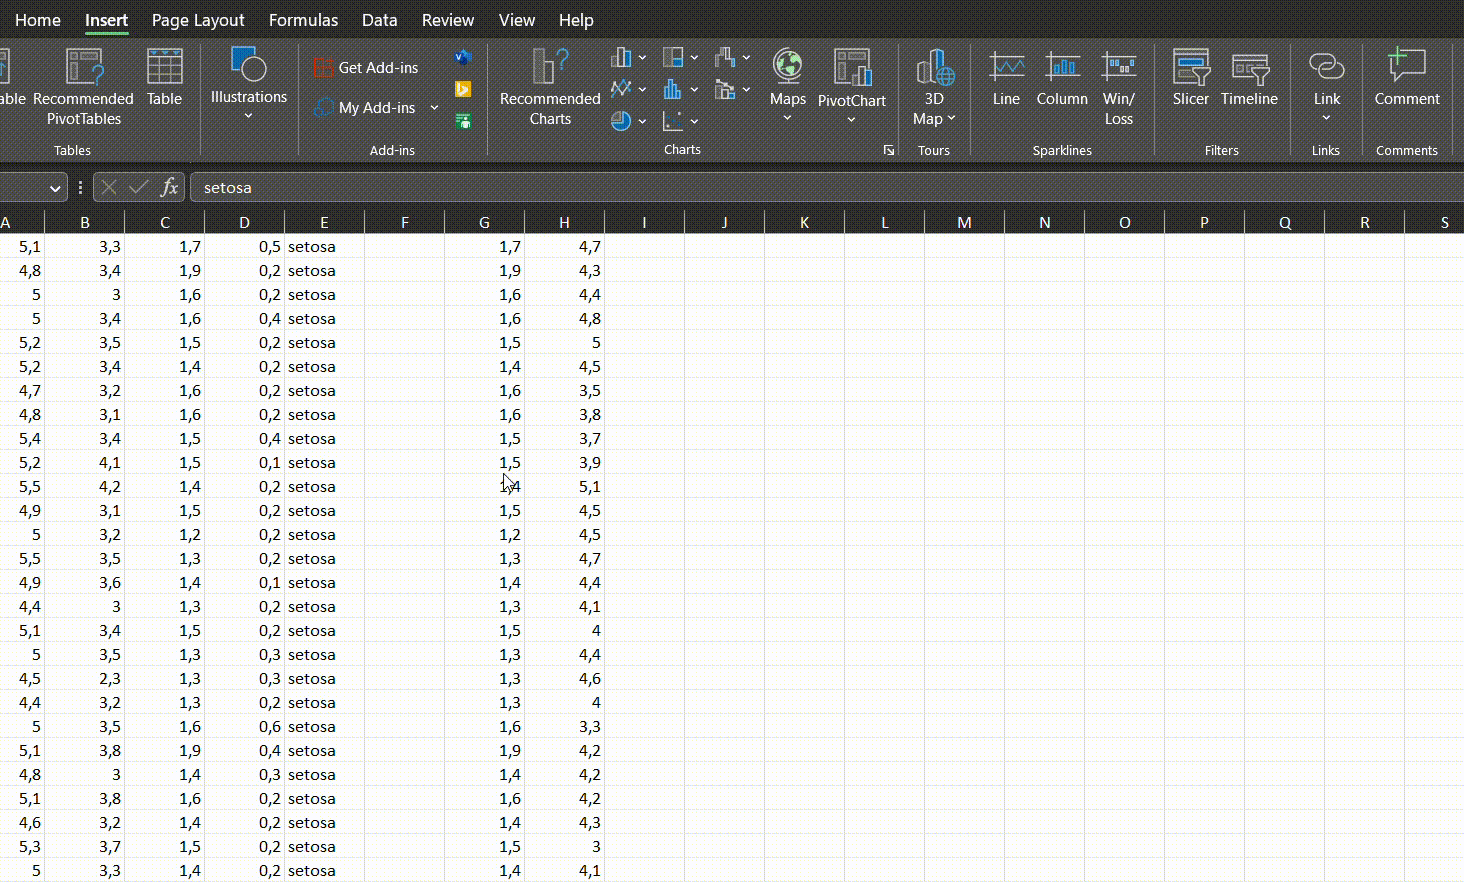 Home Insert Page Layout Formulas Data Review View Help
able Recommended PivotTables Table Illustrations Get Add-ins My Add-ins Recommended Charts Maps PivotChart 3D Map Line Column Win/Loss Slicer Timeline Link Comment
Tables Add-ins Charts Tours Sparklines Filters Links Comments
fx setosa
A B C D E F G H I J K L M N O P Q R S
5,1 3,3 1,7 0,5 setosa 1,7 4,7
4,8 3,4 1,9 0,2 setosa 1,9 4,3
5 3 1,6 0,2 setosa 1,6 4,4
5 3,4 1,6 0,4 setosa 1,6 4,8
5,2 3,5 1,5 0,2 setosa 1,5 5
5,2 3,4 1,4 0,2 setosa 1,4 4,5
4,7 3,2 1,6 0,2 setosa 1,6 3,5
4,8 3,1 1,6 0,2 setosa 1,6 3,8
5,4 3,4 1,5 0,4 setosa 1,5 3,7
5,2 4,1 1,5 0,1 setosa 1,5 3,9
5,5 4,2 1,4 0,2 setosa 1,4 5,1
4,9 3,1 1,5 0,2 setosa 1,5 4,5
5 3,2 1,2 0,2 setosa 1,2 4,5
5,5 3,5 1,3 0,2 setosa 1,3 4,7
4,9 3,6 1,4 0,1 setosa 1,4 4,4
4,4 3 1,3 0,2 setosa 1,3 4,1
5,1 3,4 1,5 0,2 setosa 1,5 4
5 3,5 1,3 0,3 setosa 1,3 4,4
4,5 2,3 1,3 0,3 setosa 1,3 4,6
4,4 3,2 1,3 0,2 setosa 1,3 4
5 3,5 1,6 0,6 setosa 1,6 3,3
5,1 3,8 1,9 0,4 setosa 1,9 4,2
4,8 3 1,4 0,3 setosa 1,4 4,2
5,1 3,8 1,6 0,2 setosa 1,6 4,2
4,6 3,2 1,4 0,2 setosa 1,4 4,3
5,3 3,7 1,5 0,2 setosa 1,5 3
5 3,3 1,4 0,2 setosa 1,4 4,1